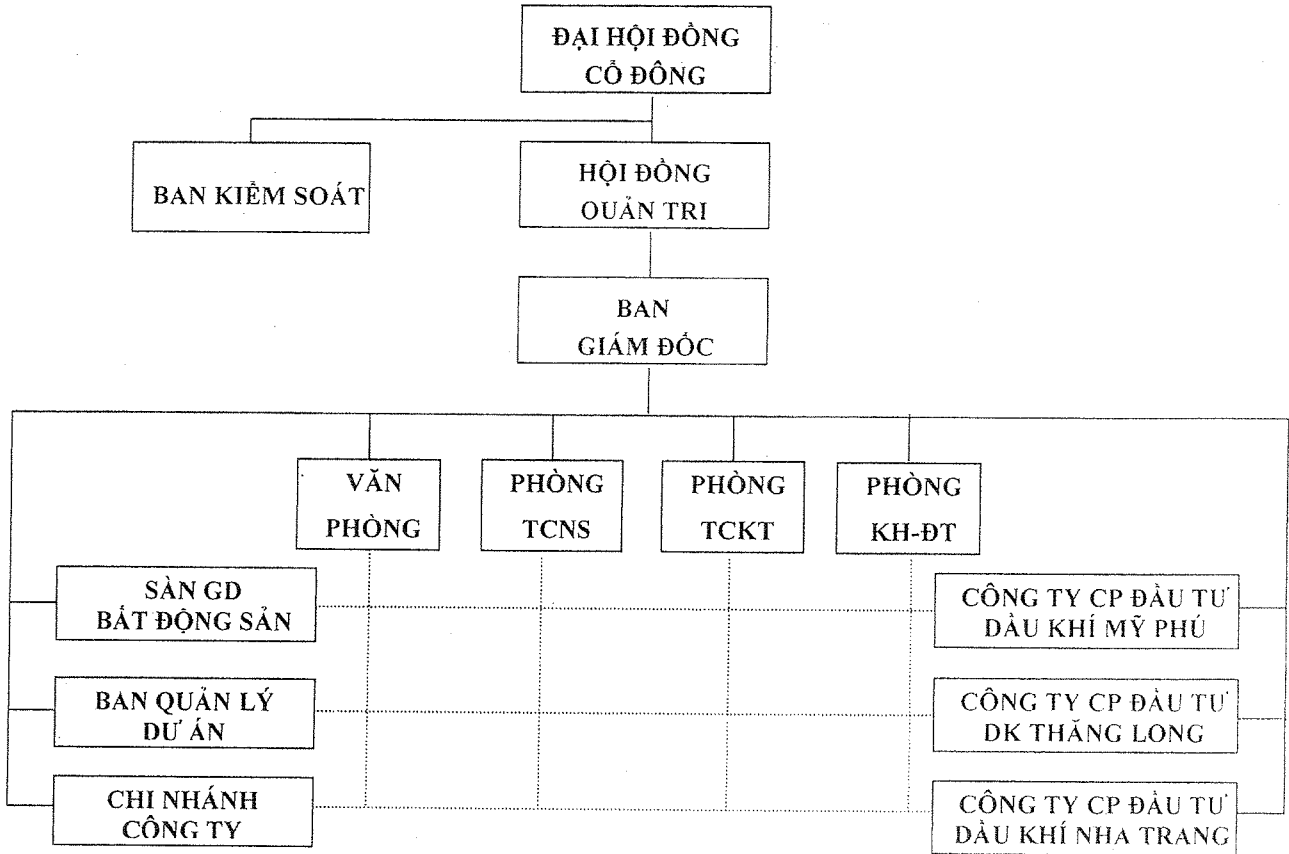 ĐẠI HỘI ĐỒNG
CỔ ĐÔNG
BAN KIỂM SOÁT
HỘI ĐỒNG
QUẢN TRỊ
BAN
GIÁM ĐỐC
VĂN
PHÒNG
PHÒNG
TCNS
PHÒNG
TCKT
PHÒNG
KH-ĐT
SÀN GD
BẤT ĐỘNG SẢN
CÔNG TY CP ĐẦU TƯ
DẦU KHÍ MỸ PHÚ
BAN QUẢN LÝ
DỰ ÁN
CÔNG TY CP ĐẦU TƯ
DK THĂNG LONG
CHI NHÁNH
CÔNG TY
CÔNG TY CP ĐẦU TƯ
DẦU KHÍ NHA TRANG